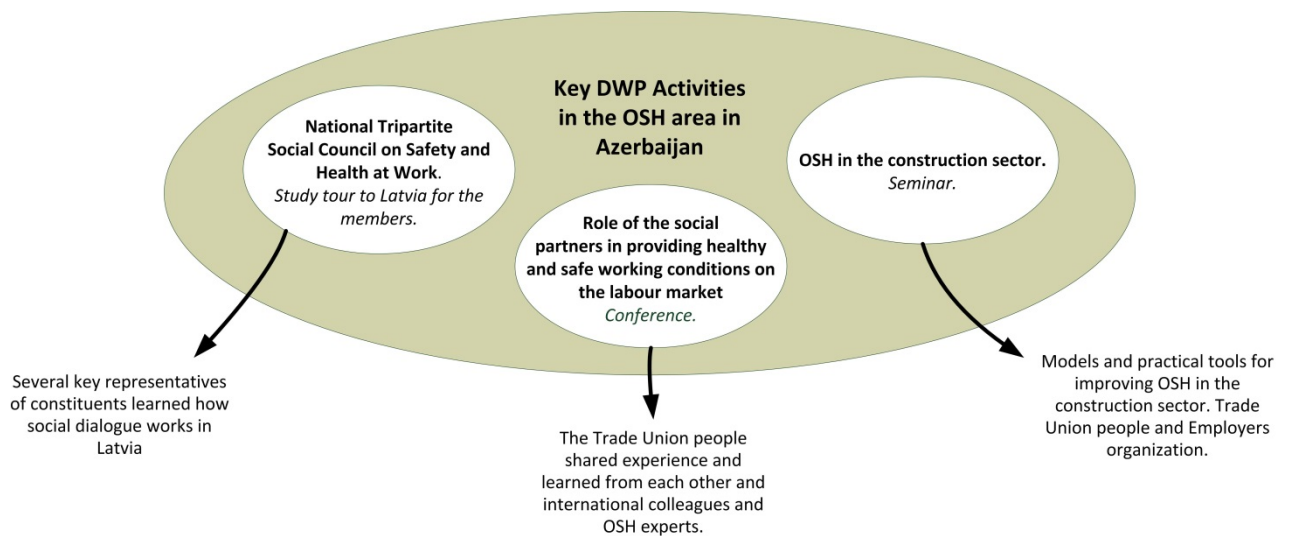 Key DWP Activities
in the OSH area in
Azerbaijan
National Tripartite
Social Council on Safety and
Health at Work.
Study tour to Latvia for the
members.
Role of the social
partners in providing healthy
and safe working conditions on
the labour market
Conference.
OSH in the construction sector.
Seminar.
Several key representatives
of constituents learned how
social dialogue works in
Latvia
The Trade Union people
shared experience and
learned from each other and
international colleagues and
OSH experts.
Models and practical tools for
improving OSH in the
construction sector. Trade
Union people and Employers
organization.